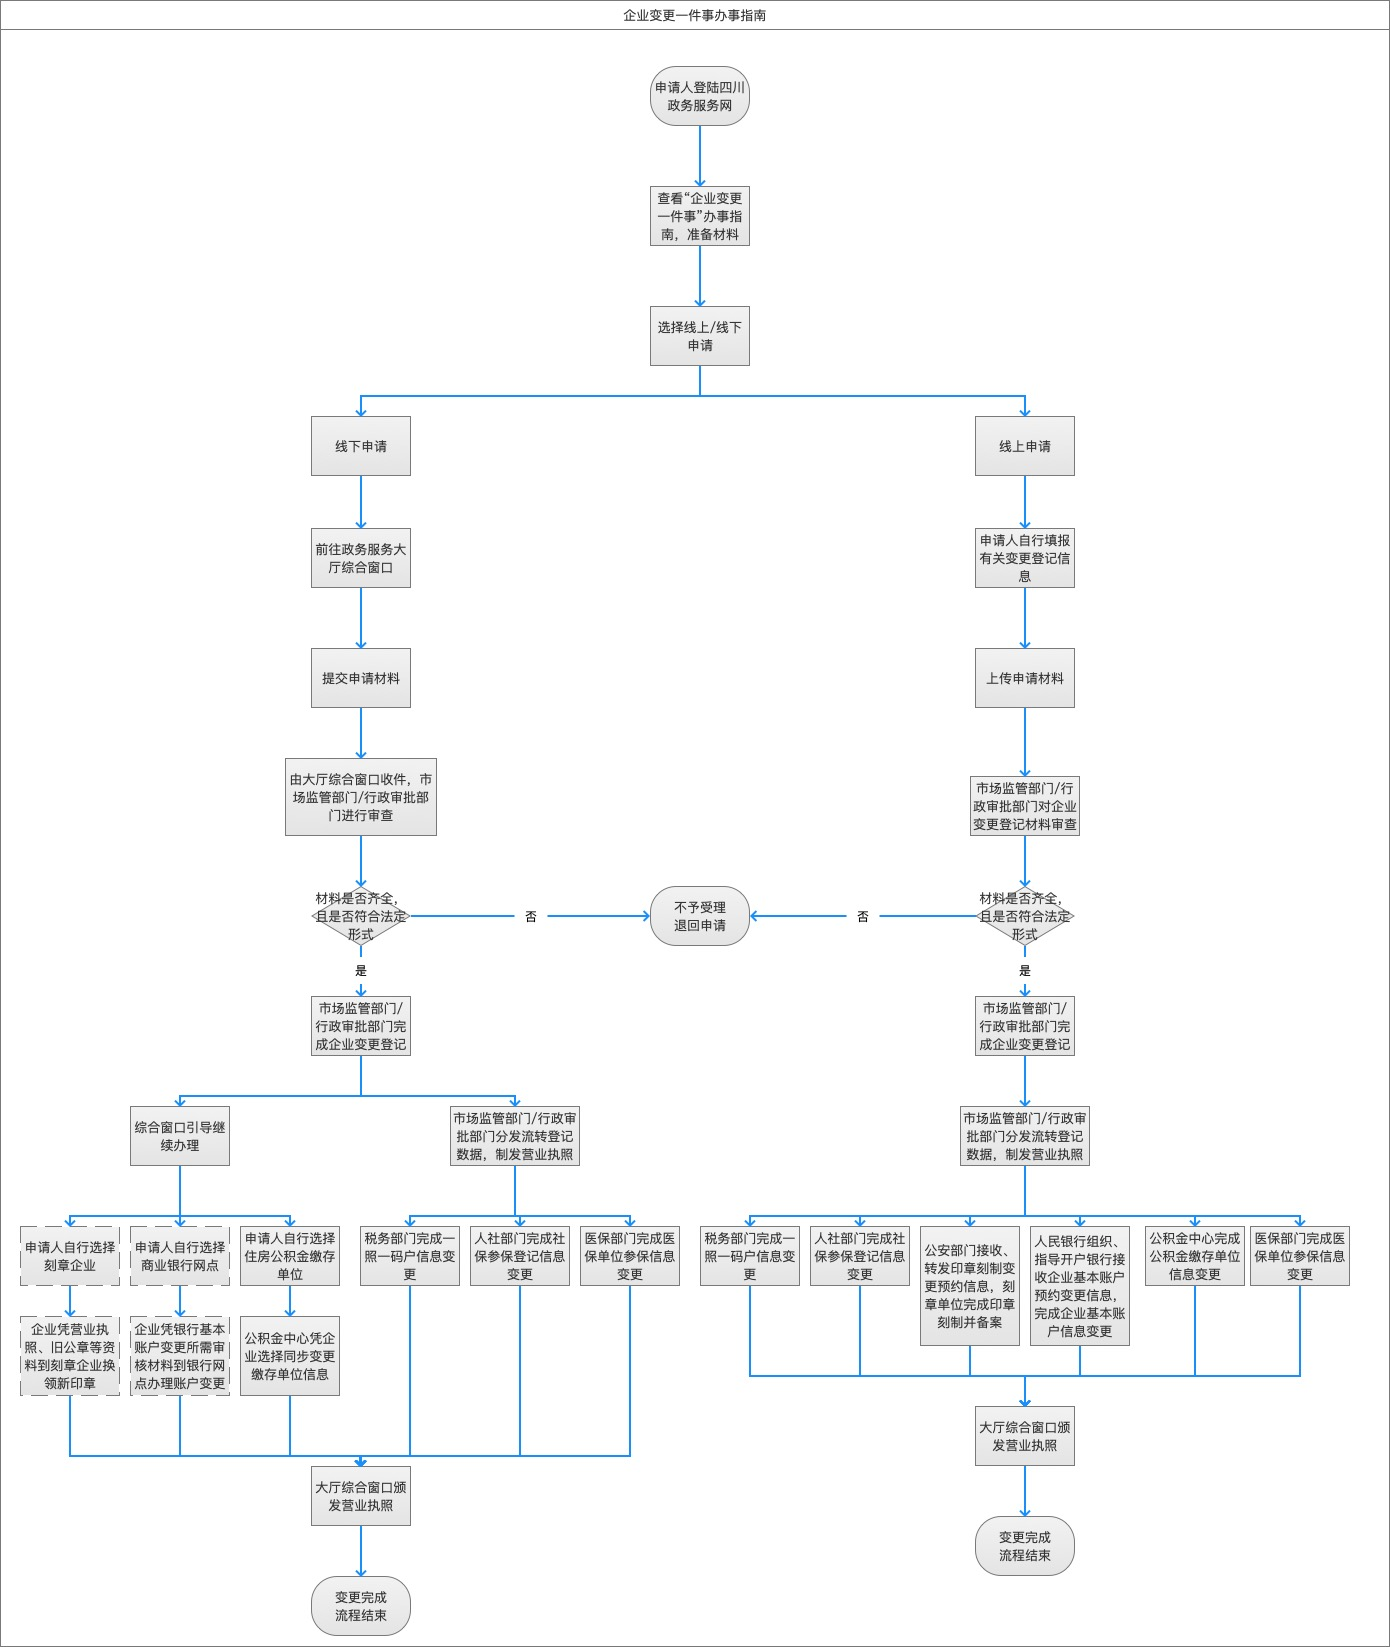 企业变更一件事办事指南
申请人登陆四川
政务服务网
查看“企业变更
一件事”办事指
南，准备材料
选择线上/线下
申请
线下申请
线上申请
前往政务服务大
厅综合窗口
申请人自行填报
有关变更登记信
息
提交申请材料
上传申请材料
由大厅综合窗口收件，市
场监管部门/行政审批部
门进行审查
市场监管部门/行
政审批部门对企业
变更登记材料审查
材料是否齐全，
且是否符合法定
形式
否
不予受理
退回申请
否
材料是否齐全，
且是否符合法定
形式
是
是
市场监管部门/
行政审批部门完
成企业变更登记
市场监管部门/
行政审批部门完
成企业变更登记
综合窗口引导继
续办理
市场监管部门/行政审
批部门分发流转登记
数据，制发营业执照
市场监管部门/行政审
批部门分发流转登记
数据，制发营业执照
申请人自行选择
刻章企业
申请人自行选择
商业银行网点
申请人自行选择
住房公积金缴存
单位
税务部门完成一
照一码户信息变
更
人社部门完成社
保参保登记信息
变更
医保部门完成医
保单位参保信息
变更
税务部门完成一
照一码户信息变
更
人社部门完成社
保参保登记信息
变更
公安部门接收、
转发印章刻制变
更预约信息，刻
章单位完成印章
刻制并备案
人民银行组织、
指导开户银行接
收企业基本账户
预约变更信息，
完成企业基本账
户信息变更
公积金中心完成
公积金缴存单位
信息变更
医保部门完成医
保单位参保信息
变更
企业凭营业执
照、旧公章等资
料到刻章企业换
领新印章
企业凭银行基本
账户变更所需审
核材料到银行网
点办理账户变更
公积金中心凭企
业选择同步变更
缴存单位信息
大厅综合窗口颁
发营业执照
大厅综合窗口颁
发营业执照
变更完成
流程结束
变更完成
流程结束